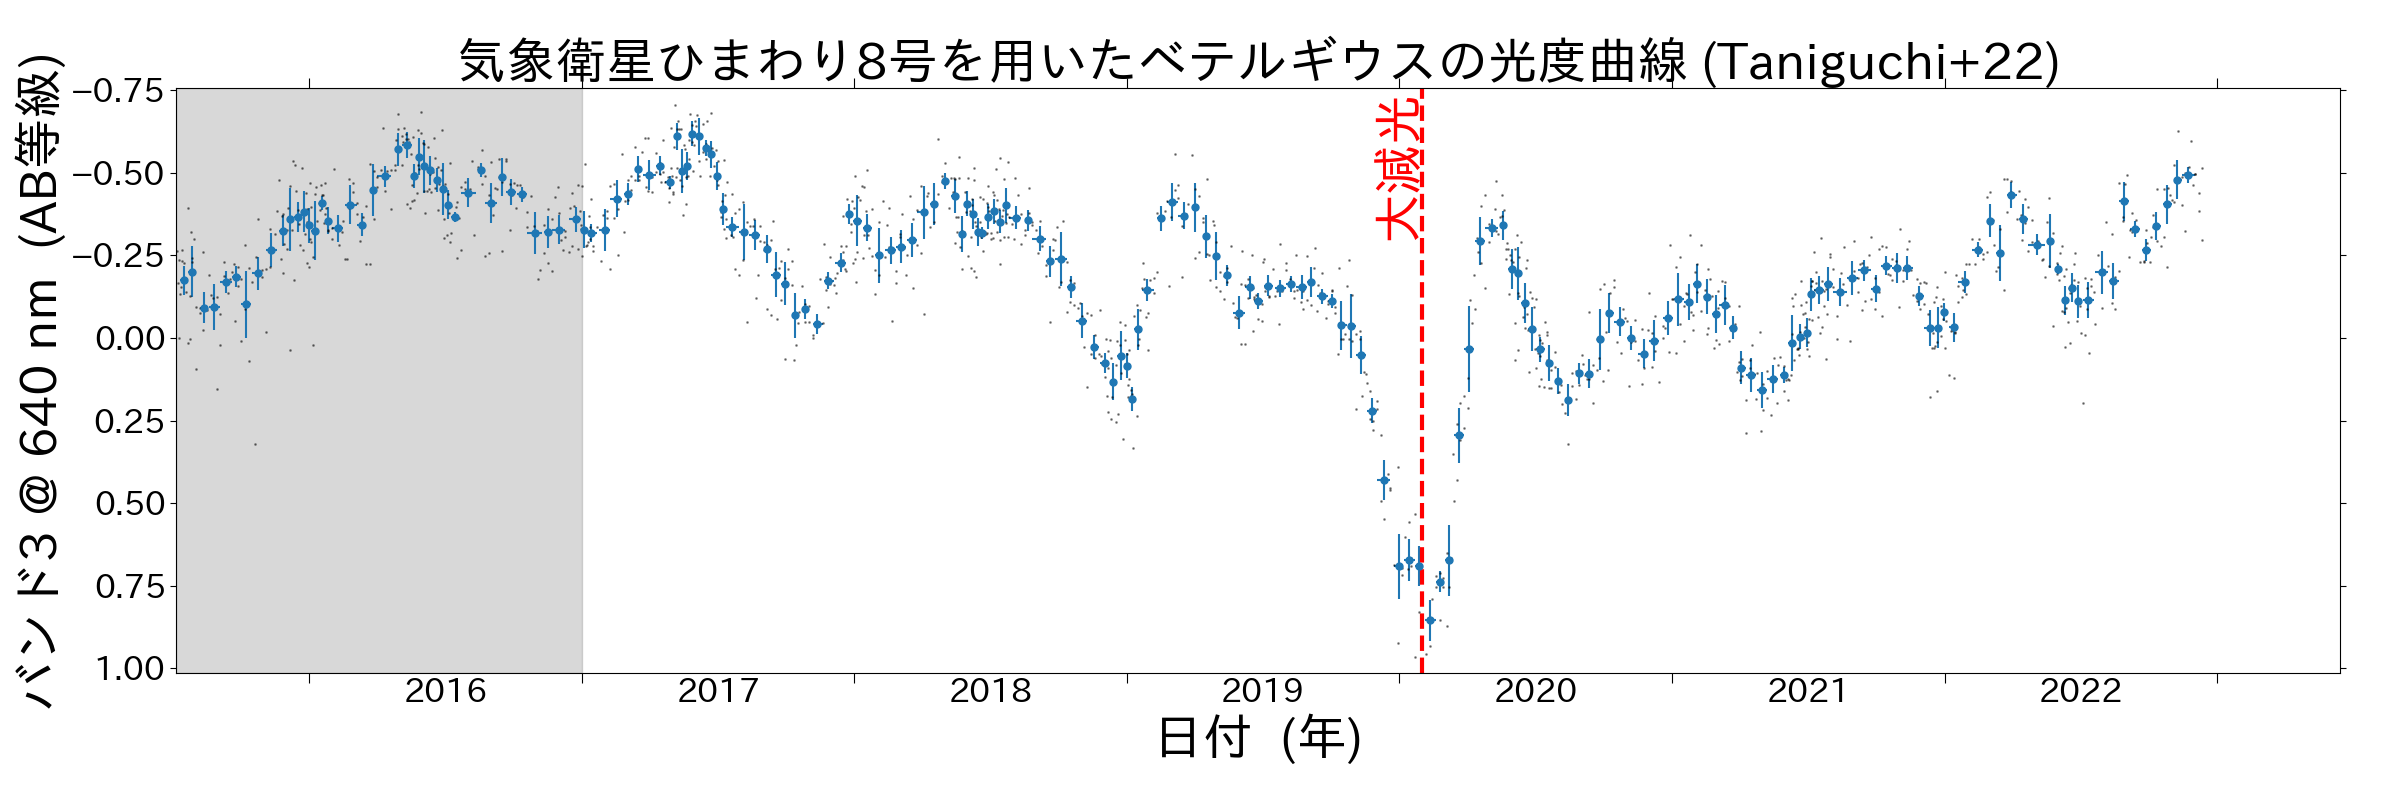 気象衛星ひまわり8号を用いたベテルギウスの光度曲線 (Taniguchi+22)
バンド3 @ 640 nm (AB等級)
−0.75
−0.50
−0.25
0.00
0.25
0.50
0.75
1.00
大減光
2016 2017 2018 2019 2020 2021 2022
日付 (年)